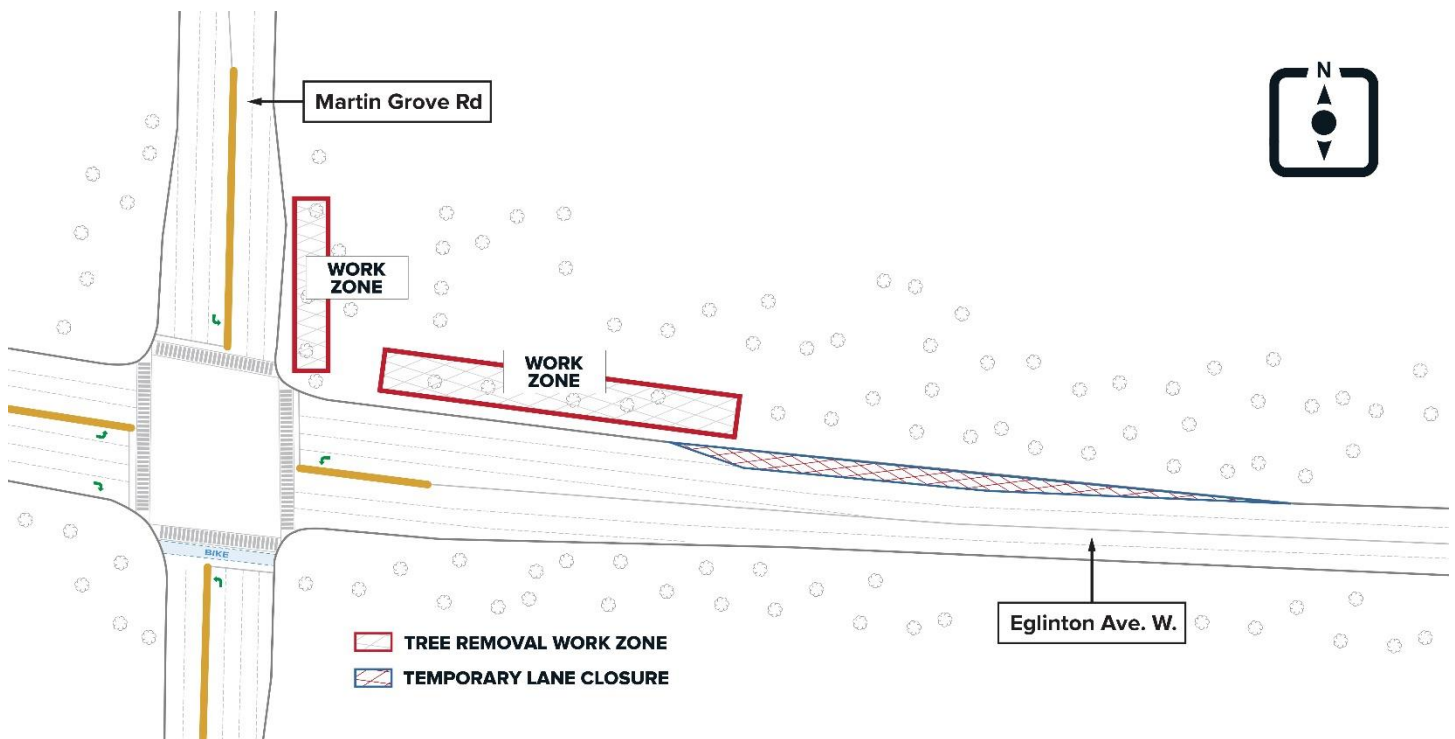 N
Martin Grove Rd
WORK
ZONE
WORK
ZONE
BIKE
Eglinton Ave. W.
TREE REMOVAL WORK ZONE
TEMPORARY LANE CLOSURE